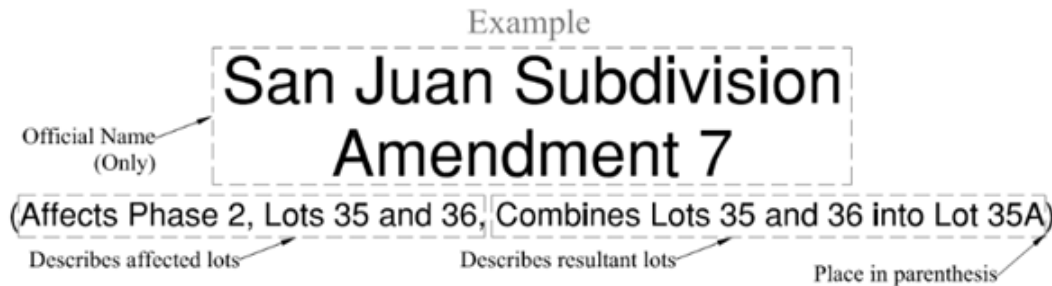 Example
San Juan Subdivision
Amendment 7
Official Name
(Only)
(Affects Phase 2, Lots 35 and 36, Combines Lots 35 and 36 into Lot 35A)
Describes affected lots
Describes resultant lots
Place in parenthesis